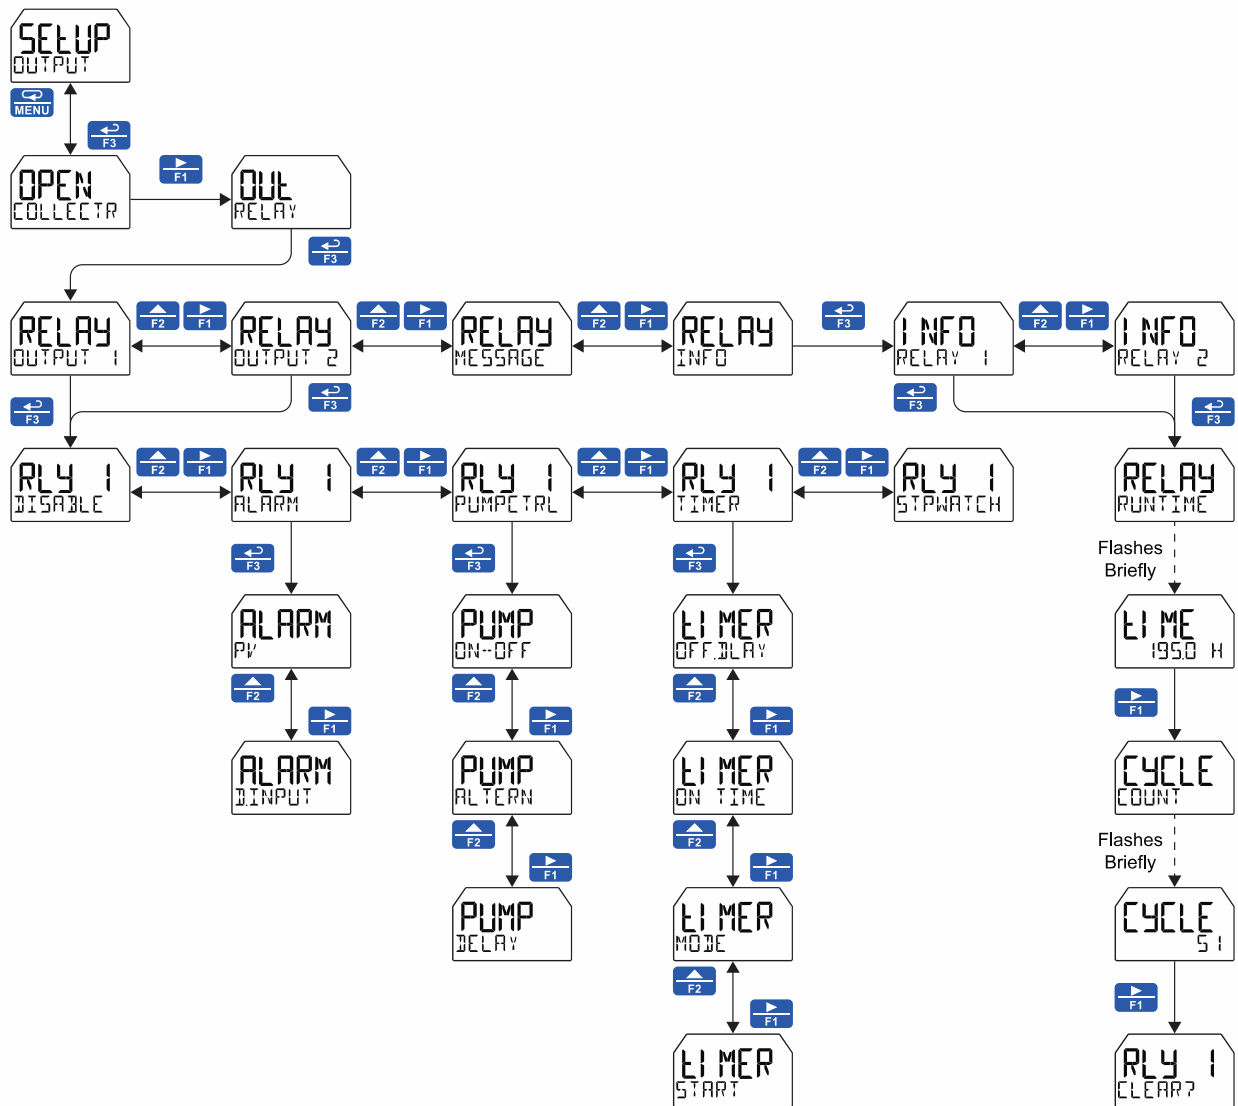 SEtUP
OUTPUT
MENU
F3
OPEN
COLLECTR
F1
OUt
RELAY
F3
RELAY
OUTPUT 1
F2 F1
RELAY
OUTPUT 2
F2 F1
RELAY
MESSAGE
F2 F1
RELAY
INFO
F3
INFO
RELAY 1
F2 F1
INFO
RELAY 2
F3
F3
F3
F3
RLY 1
DISABLE
F2 F1
RLY 1
ALARM
F2 F1
RLY 1
PUMPCTRL
F2 F1
RLY 1
TIMER
F2 F1
RLY 1
STPWATCH
RELAY
RUNTIME
F3
F3
F3
Flashes
Briefly
ALARM
PV
PUMP
ON--OFF
tIMER
OFF.DLAY
tIME
195.0 H
F2
F1
F2
F1
F2
F1
F1
ALARM
D.INPUT
PUMP
ALTERN
tIMER
ON TIME
CYCLE
COUNT
F2
F1
F2
F1
Flashes
Briefly
PUMP
DELAY
tIMER
MODE
CYCLE
51
F2
F1
F1
tIMER
START
RLY 1
CLEAR?